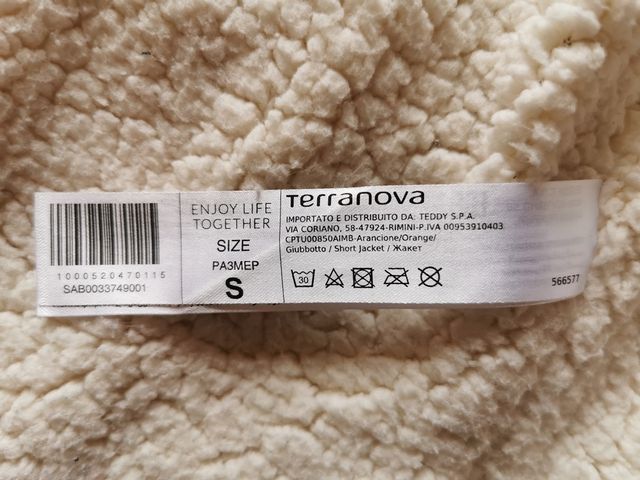 1000520470115
SAB0033749001
ENJOY LIFE
TOGETHER
SIZE
РАЗМЕР
S
Terranova
IMPORTATO E DISTRIBUITO DA: TEDDY S.P.A.
VIA CORIANO, 58-47924-RIMINI-P.IVA 00953910403
CPTU00850AIMB-Arancione/Orange/
Giubbotto / Short Jacket / Жакет
30
566577